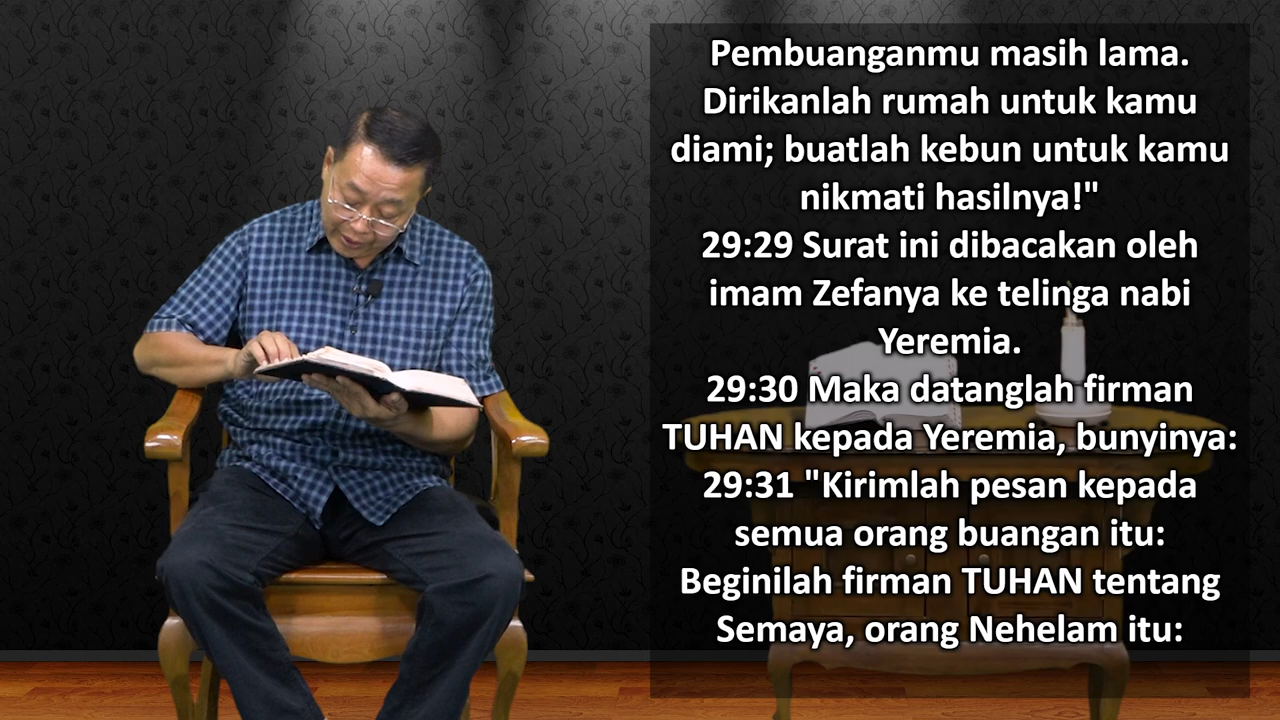 Pembuanganmu masih lama.
Dirikanlah rumah untuk kamu
diami; buatlah kebun untuk kamu
nikmati hasilnya!"
29:29 Surat ini dibacakan oleh
imam Zefanya ke telinga nabi
Yeremia.
29:30 Maka datanglah firman
TUHAN kepada Yeremia, bunyinya:
29:31 "Kirimlah pesan kepada
semua orang buangan itu:
Beginilah firman TUHAN tentang
Semaya, orang Nehelam itu: